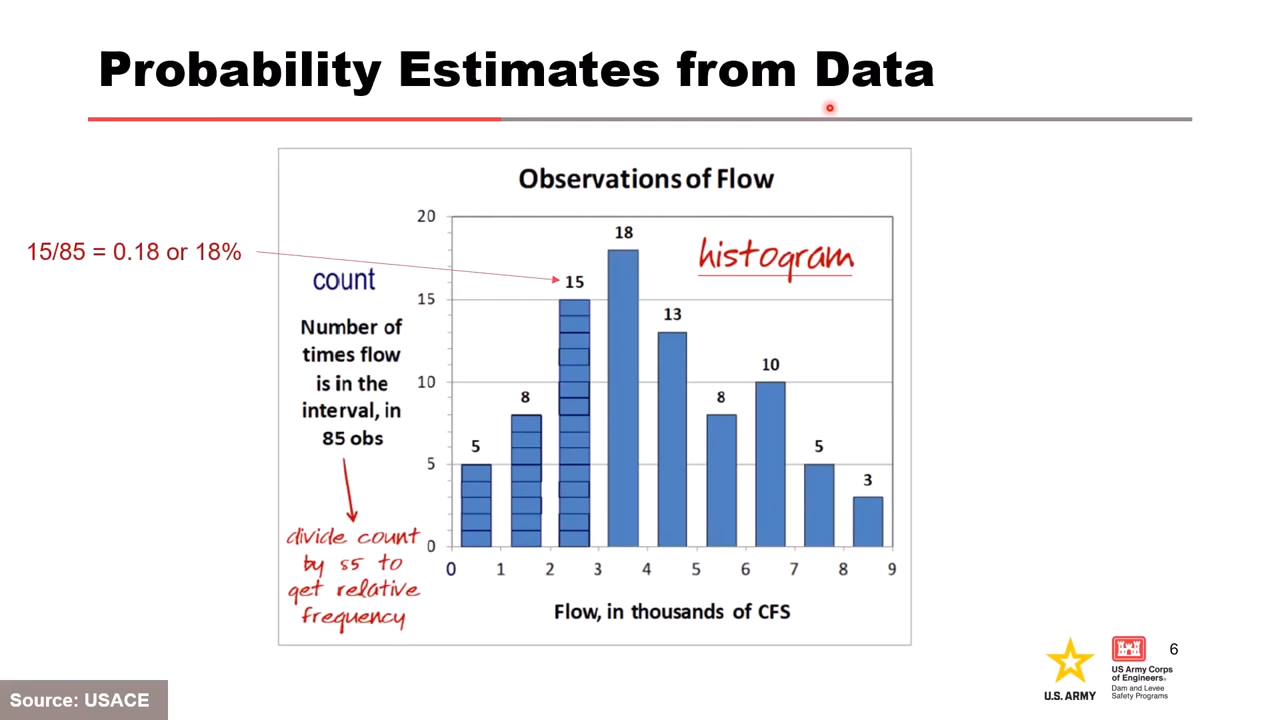 Probability Estimates from Data
Observations of Flow
15/85 = 0.18 or 18%
histogram
count
Number of
times flow
is in the
interval, in
85 obs
divide count
by 85 to
get relative
frequency
20
15
10
5
0
5
8
15
18
13
8
10
5
3
0 1 2 3 4 5 6 7 8 9
Flow, in thousands of CFS
6
U.S. ARMY
US Army Corps
of Engineers®
Dam and Levee
Safety Programs
Source: USACE